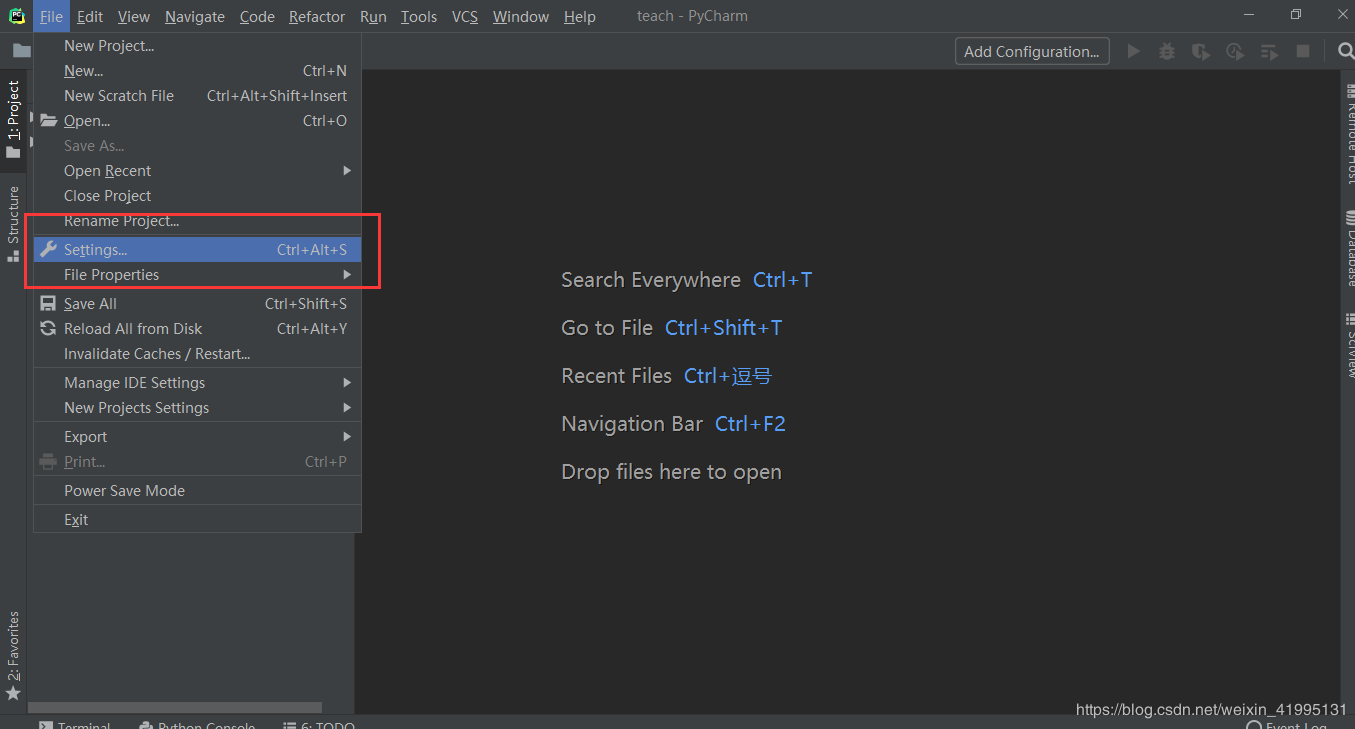 PC File Edit View Navigate Code Refactor Run Tools VCS Window Help teach - PyCharm
Add Configuration...
New Project...
New... Ctrl+N
New Scratch File Ctrl+Alt+Shift+Insert
Open... Ctrl+O
Save As...
Open Recent
Close Project
Rename Project...
Settings... Ctrl+Alt+S
File Properties
Save All Ctrl+Shift+S
Reload All from Disk Ctrl+Alt+Y
Invalidate Caches / Restart...
Manage IDE Settings
New Projects Settings
Export
Print... Ctrl+P
Power Save Mode
Exit
1: Project
Structure
2: Favorites
Search Everywhere Ctrl+T
Go to File Ctrl+Shift+T
Recent Files Ctrl+逗号
Navigation Bar Ctrl+F2
Drop files here to open
Remote Host
Database
SciView
https://blog.csdn.net/weixin_41995131
Terminal Python Console 6: TODO Event Log